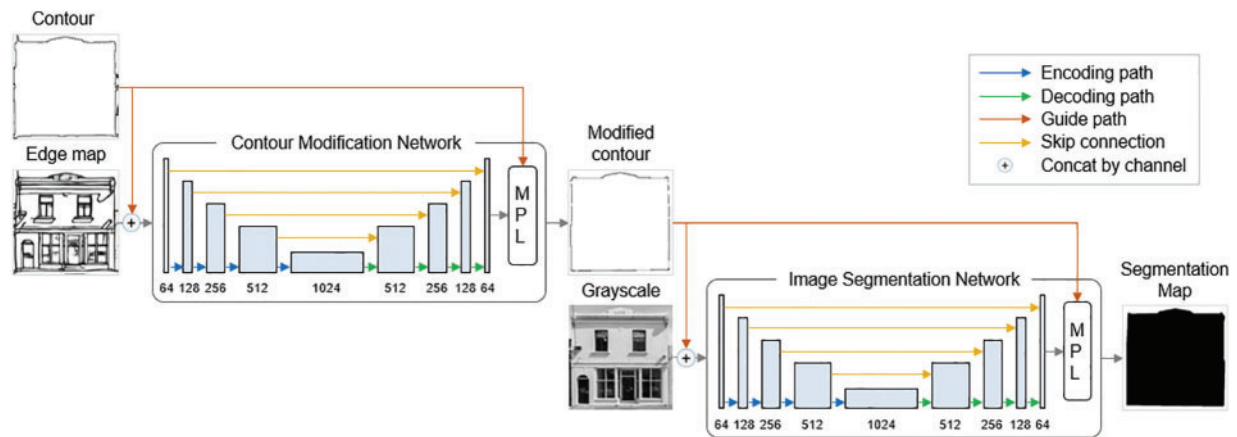 Contour
Edge map
Contour Modification Network
M
P
L
64 128 256 512 1024 512 256 128 64
Modified
contour
Grayscale
Encoding path
Decoding path
Guide path
Skip connection
+ Concat by channel
+
+
Image Segmentation Network
M
P
L
64 128 256 512 1024 512 256 128 64
Segmentation
Map